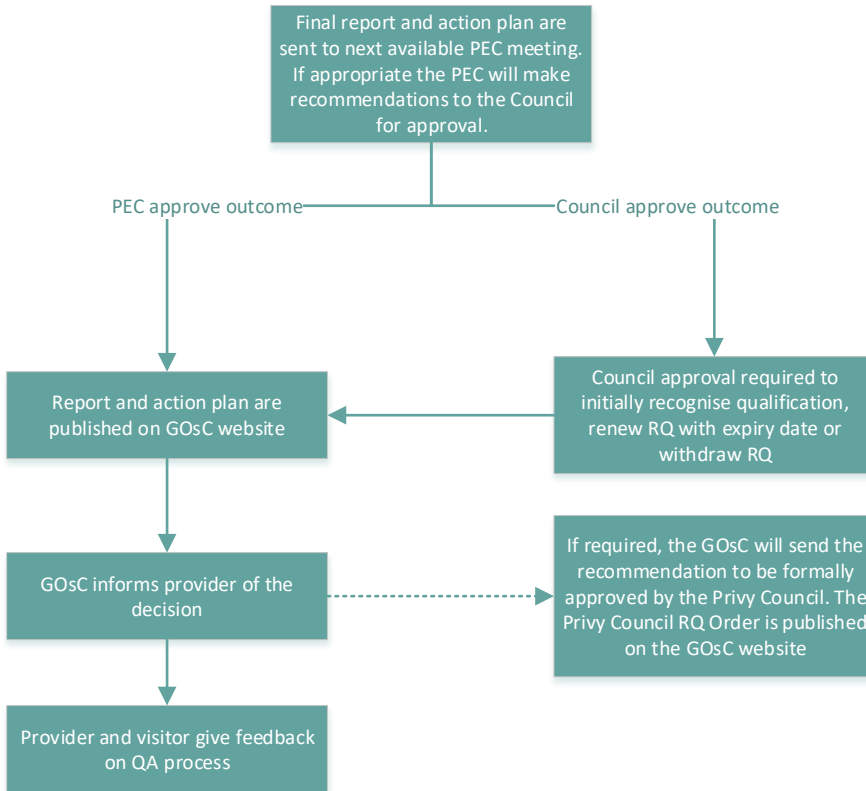 Final report and action plan are
sent to next available PEC meeting.
If appropriate the PEC will make
recommendations to the Council
for approval.
PEC approve outcome
Council approve outcome
Report and action plan are
published on GOsC website
Council approval required to
initially recognise qualification,
renew RQ with expiry date or
withdraw RQ
GOsC informs provider of the
decision
If required, the GOsC will send the
recommendation to be formally
approved by the Privy Council. The
Privy Council RQ Order is published
on the GOsC website
Provider and visitor give feedback
on QA process